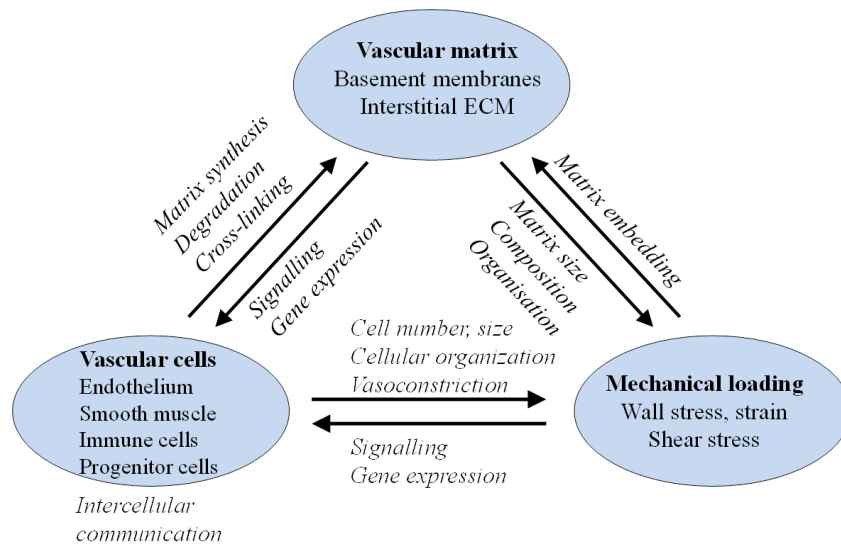 Vascular matrix
Basement membranes
Interstitial ECM
Matrix synthesis
Degradation
Cross-linking
Signalling
Gene expression
Matrix embedding
Matrix size
Composition
Organisation
Cell number, size
Cellular organization
Vasoconstriction
Vascular cells
Endothelium
Smooth muscle
Immune cells
Progenitor cells
Mechanical loading
Wall stress, strain
Shear stress
Signalling
Gene expression
Intercellular
communication